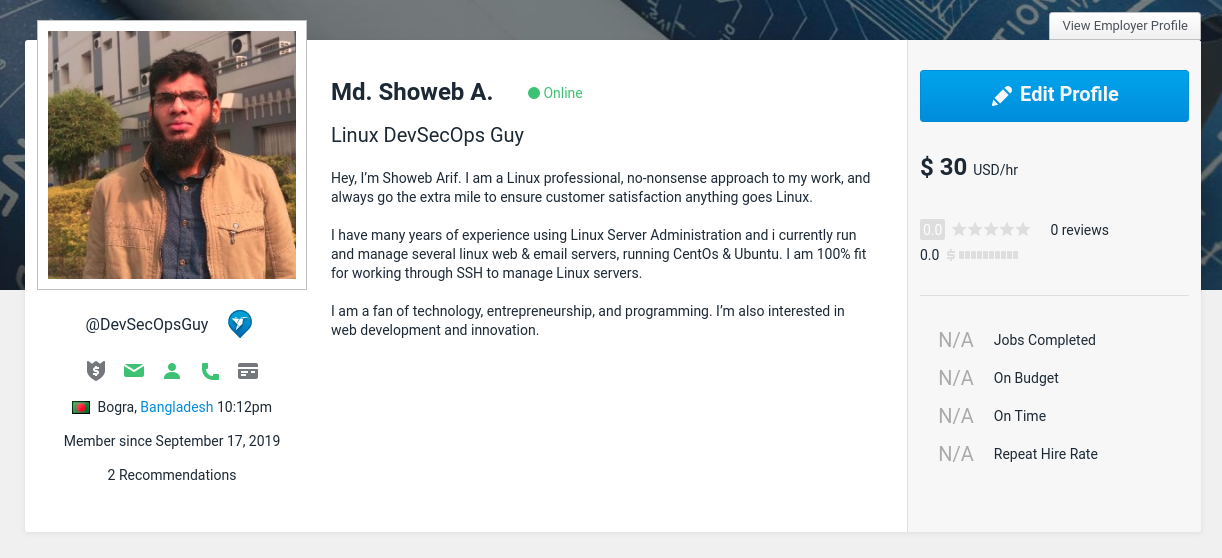 View Employer Profile
Md. Showeb A.
Online
Linux DevSecOps Guy
Hey, I'm Showeb Arif. I am a Linux professional, no-nonsense approach to my work, and
always go the extra mile to ensure customer satisfaction anything goes Linux.
I have many years of experience using Linux Server Administration and i currently run
and manage several linux web & email servers, running CentOs & Ubuntu. I am 100% fit
for working through SSH to manage Linux servers.
I am a fan of technology, entrepreneurship, and programming. I'm also interested in
web development and innovation.
@DevSecOpsGuy
Bogra, Bangladesh 10:12pm
Member since September 17, 2019
2 Recommendations
Edit Profile
$ 30 USD/hr
0.0 0 reviews
0.0 $
N/A Jobs Completed
N/A On Budget
N/A On Time
N/A Repeat Hire Rate